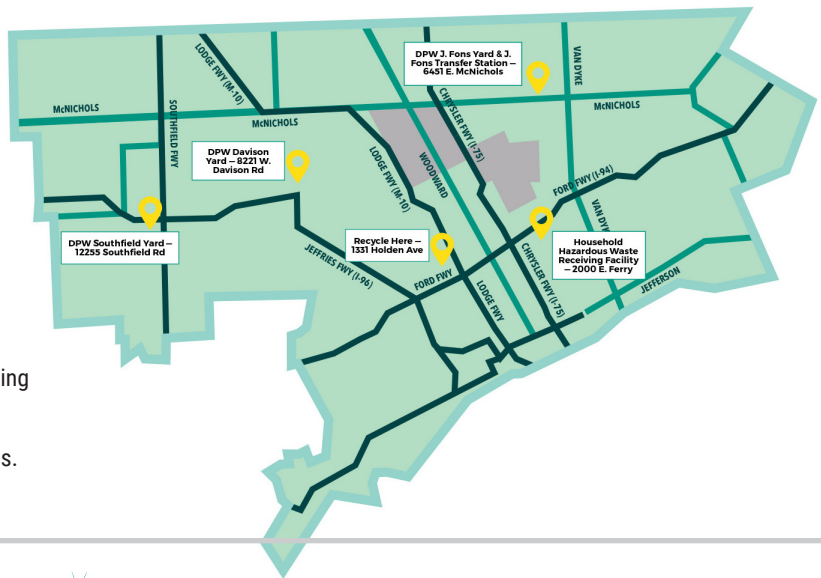 LODGE FWY (M-10)
DPW J. Fons Yard & J.
Fons Transfer Station –
6451 E. McNichols
VAN DYKE
McNICHOLS
SOUTHFIELD FWY
McNICHOLS
CHRYSLER FWY (I-75)
McNICHOLS
DPW Davison
Yard – 8221 W.
Davison Rd
LODGE FWY (M-10)
WOODWARD
FORD FWY (I-94)
VAN DYKE
DPW Southfield Yard –
12255 Southfield Rd
Recycle Here –
1331 Holden Ave
Household
Hazardous Waste
Receiving Facility
– 2000 E. Ferry
JEFFRIES FWY (I-96)
FORD FWY
LODGE FWY
CHRYSLER FWY (I-75)
JEFFERSON
ing
s.